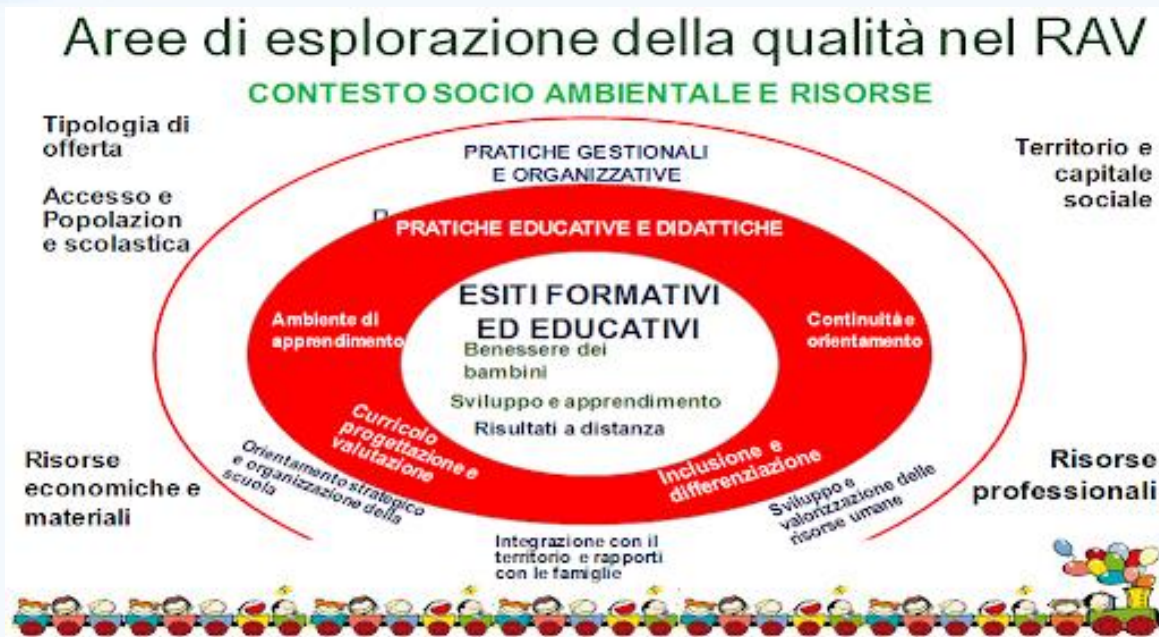 Aree di esplorazione della qualità nel RAV
CONTESTO SOCIO AMBIENTALE E RISORSE
Tipologia di
offerta
Accesso e
Popolazion
e scolastica
Territorio e
capitale
sociale
PRATICHE GESTIONALI
E ORGANIZZATIVE
PRATICHE EDUCATIVE E DIDATTICHE
ESITI FORMATIVI
ED EDUCATIVI
Benessere dei
bambini
Sviluppo e apprendimento
Risultati a distanza
Ambiente di
apprendimento
Continuità e
orientamento
Curricolo
progettazione e
valutazione
Inclusione e
differenziazione
Orientamento strategico
e organizzazione della
scuola
Integrazione con il
territorio e rapporti
con le famiglie
Sviluppo e
valorizzazione delle
risorse umane
Risorse
economiche e
materiali
Risorse
professionali